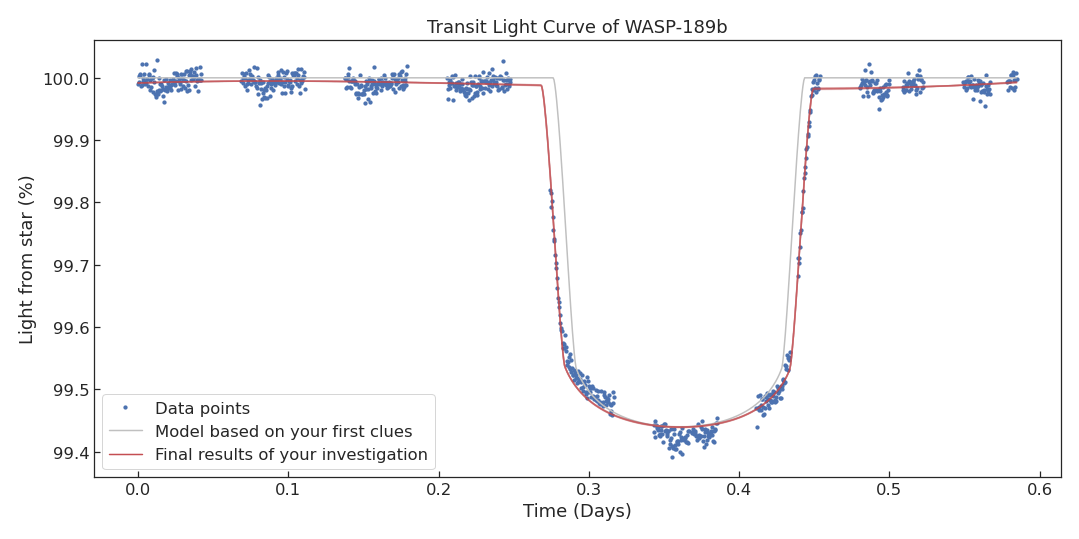 Transit Light Curve of WASP-189b
Light from star (%)
100.0
99.9
99.8
99.7
99.6
99.5
99.4
Data points
Model based on your first clues
Final results of your investigation
0.0 0.1 0.2 0.3 0.4 0.5 0.6
Time (Days)